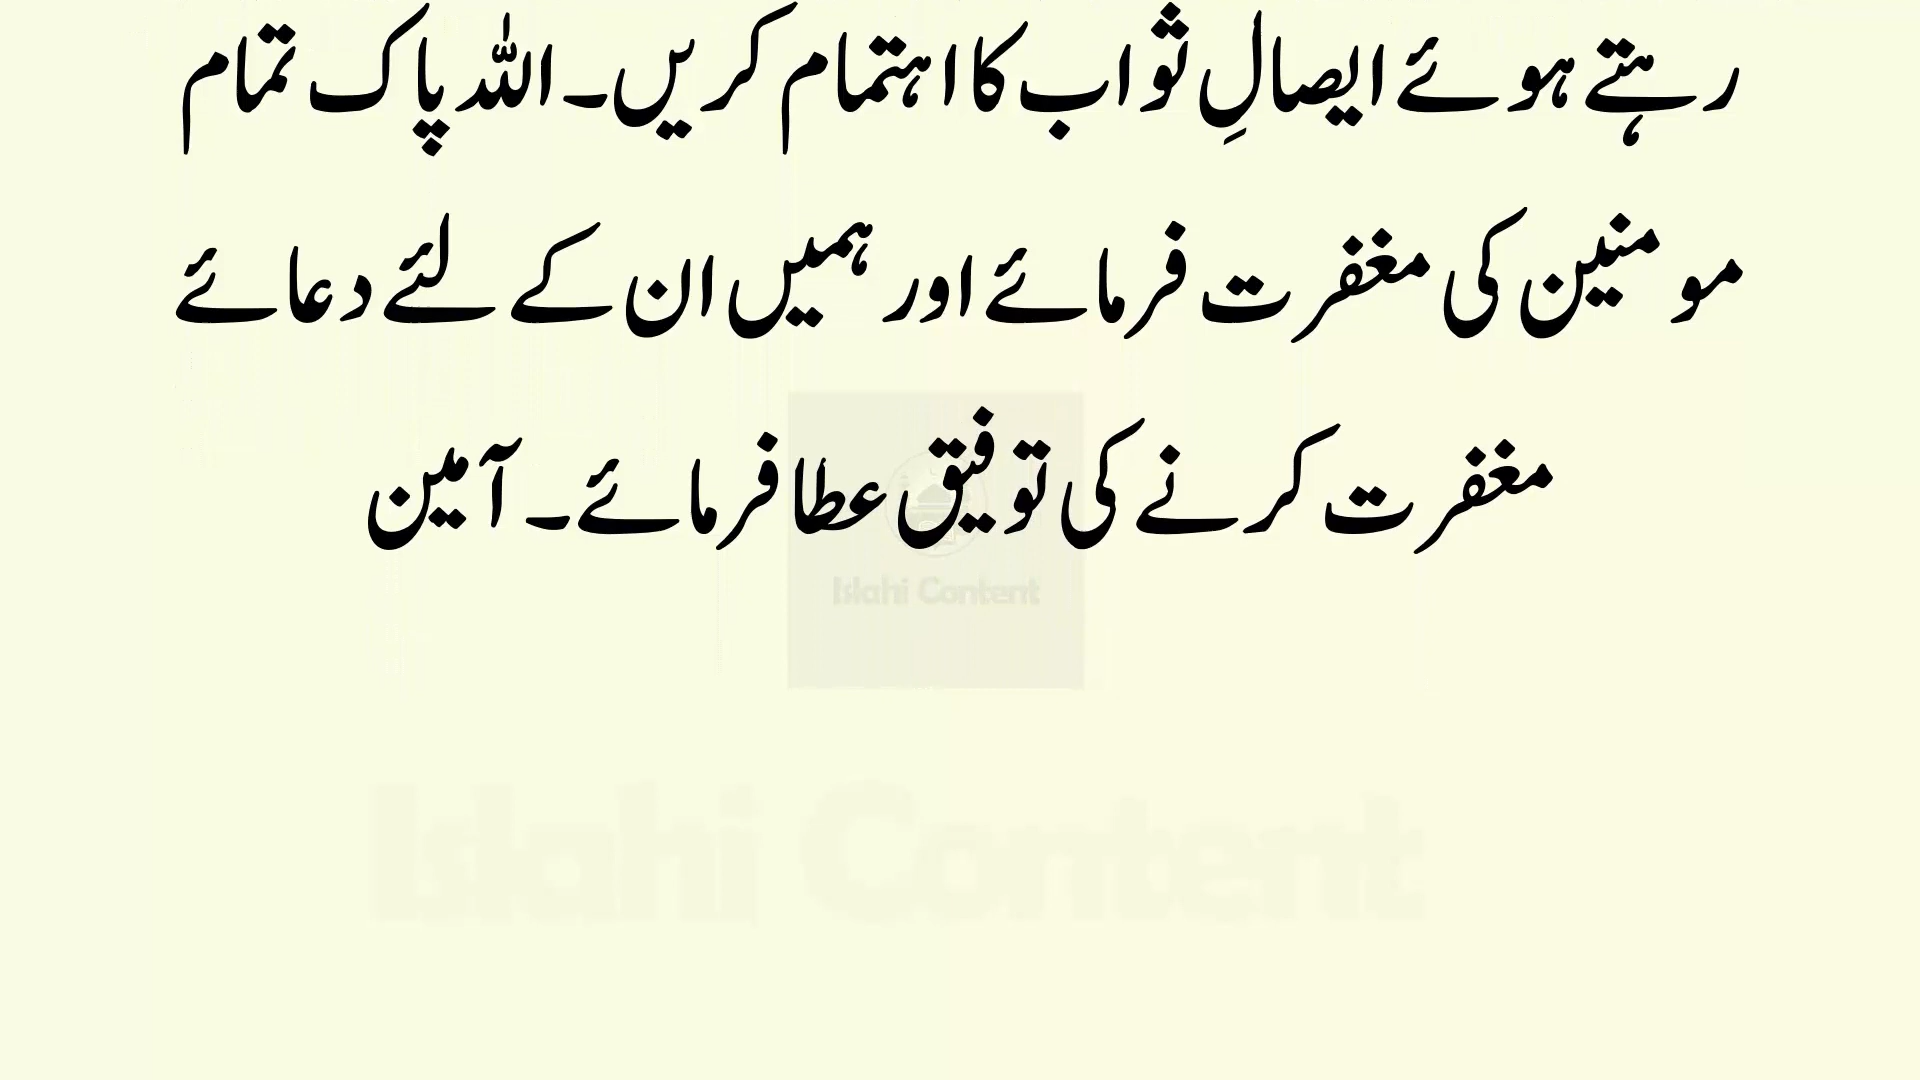 رہتے ہوئے ایصالِ ثواب کا اہتمام کریں۔ اللہ پاک تمام
مومنین کی مغفرت فرمائے اور ہمیں ان کے لئے دعائے
مغفرت کرنے کی توفیق عطا فرمائے۔ آمین
Islahi Content
Islahi Content